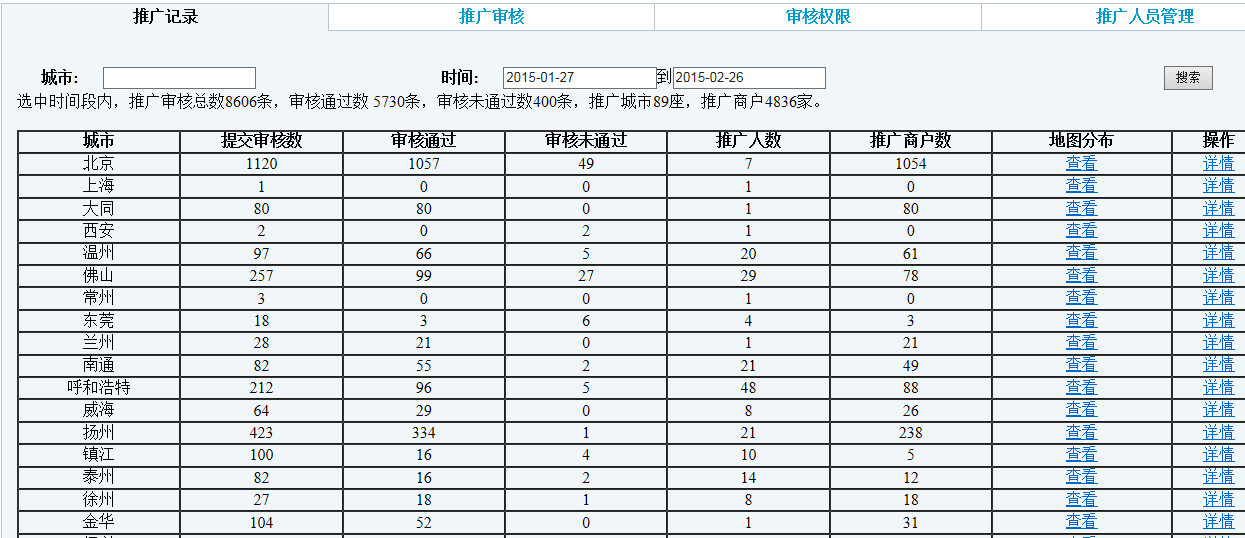 推广记录 推广审核 审核权限 推广人员管理
城市： 时间： 2015-01-27 到 2015-02-26 搜索
选中时间段内，推广审核总数8606条，审核通过数 5730条，审核未通过数400条，推广城市89座，推广商户4836家。
城市 提交审核数 审核通过 审核未通过 推广人数 推广商户数 地图分布 操作
北京 1120 1057 49 7 1054 查看 详情
上海 1 0 0 1 0 查看 详情
大同 80 80 0 1 80 查看 详情
西安 2 0 2 1 0 查看 详情
温州 97 66 5 20 61 查看 详情
佛山 257 99 27 29 78 查看 详情
常州 3 0 0 1 0 查看 详情
东莞 18 3 6 4 3 查看 详情
兰州 28 21 0 1 21 查看 详情
南通 82 55 2 21 49 查看 详情
呼和浩特 212 96 5 48 88 查看 详情
威海 64 29 0 8 26 查看 详情
扬州 423 334 1 21 238 查看 详情
镇江 100 16 4 10 5 查看 详情
泰州 82 16 2 14 12 查看 详情
徐州 27 18 1 8 18 查看 详情
金华 104 52 0 1 31 查看 详情